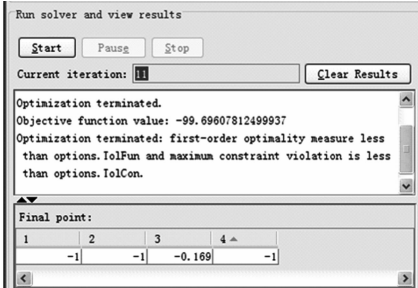 Run solver and view results
Start Pause Stop
Current iteration: 11 Clear Results
Optimization terminated.
Objective function value: -99.69607812499937
Optimization terminated: first-order optimality measure less
than options.TolFun and maximum constraint violation is less
than options.TolCon.
Final point:
1 2 3 4
-1 -1 -0.169 -1